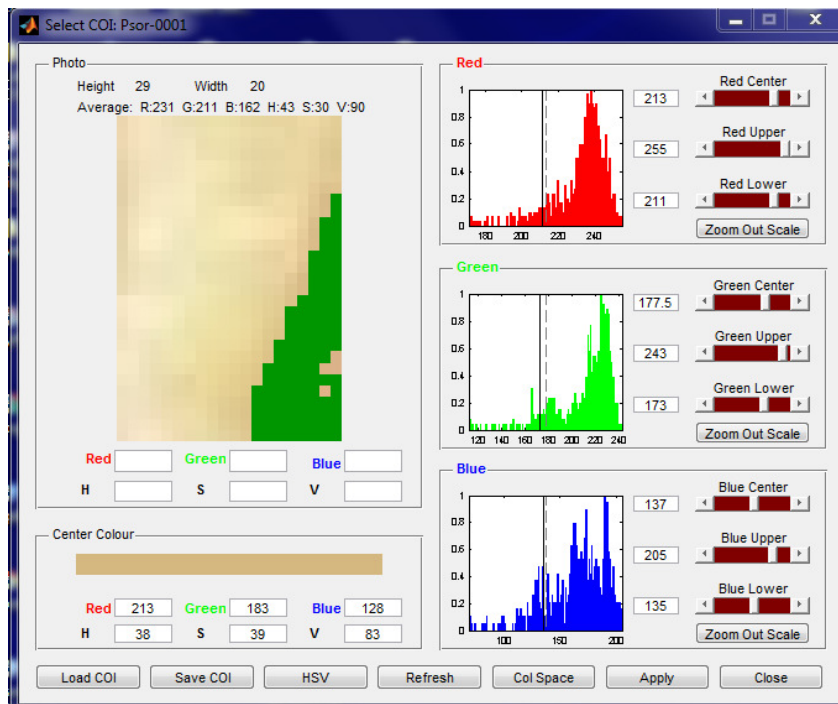 Select COI: Psor-0001
Photo
Height 29 Width 20
Average: R:231 G:211 B:162 H:43 S:30 V:90
Red
Green
Blue
H
S
V
Center Colour
Red 213 Green 183 Blue 128
H 38 S 39 V 83
Red
1
0.8
0.6
0.4
0.2
0
180 200 220 240
Red Center
213
Red Upper
255
Red Lower
211
Zoom Out Scale
Green
1
0.8
0.6
0.4
0.2
0
120 140 160 180 200 220 240
Green Center
177.5
Green Upper
243
Green Lower
173
Zoom Out Scale
Blue
1
0.8
0.6
0.4
0.2
0
100 150 200
Blue Center
137
Blue Upper
205
Blue Lower
135
Zoom Out Scale
Load COI Save COI HSV Refresh Col Space Apply Close